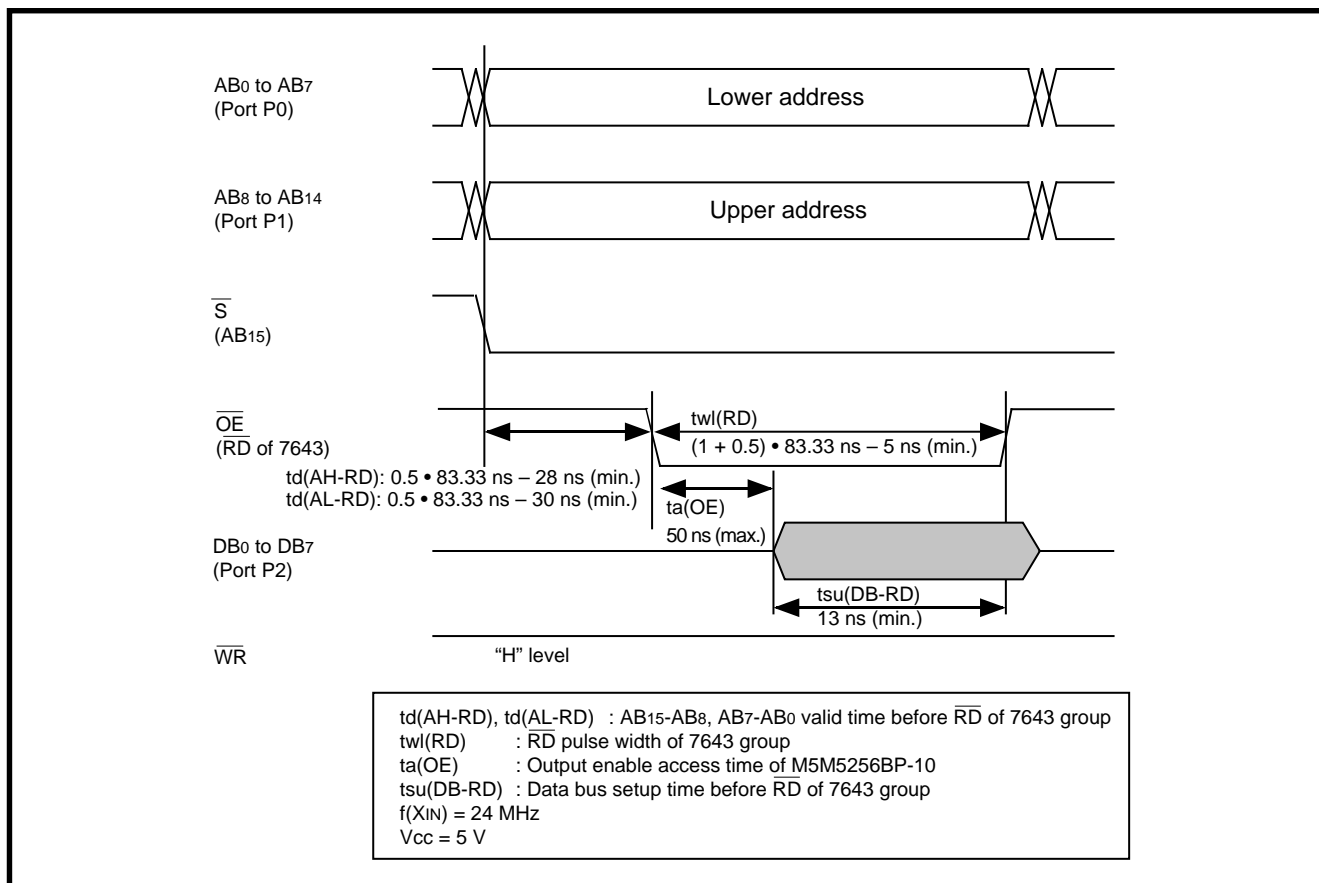 AB0 to AB7
(Port P0)
Lower address
AB8 to AB14
(Port P1)
Upper address
S
(AB15)
OE
(RD of 7643)
twl(RD)
(1 + 0.5) • 83.33 ns – 5 ns (min.)
td(AH-RD): 0.5 • 83.33 ns – 28 ns (min.)
td(AL-RD): 0.5 • 83.33 ns – 30 ns (min.)
ta(OE)
50 ns (max.)
DB0 to DB7
(Port P2)
tsu(DB-RD)
13 ns (min.)
WR
“H” level
td(AH-RD), td(AL-RD) : AB15-AB8, AB7-AB0 valid time before RD of 7643 group
twl(RD) : RD pulse width of 7643 group
ta(OE) : Output enable access time of M5M5256BP-10
tsu(DB-RD) : Data bus setup time before RD of 7643 group
f(XIN) = 24 MHz
Vcc = 5 V